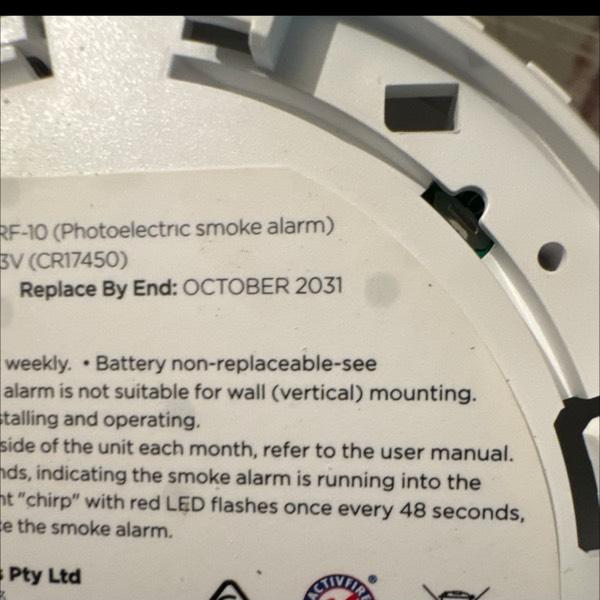 RF-10 (Photoelectric smoke alarm)
3V (CR17450)
Replace By End: OCTOBER 2031
weekly. • Battery non-replaceable-see
alarm is not suitable for wall (vertical) mounting.
stalling and operating.
side of the unit each month, refer to the user manual.
nds, indicating the smoke alarm is running into the
nt "chirp" with red LED flashes once every 48 seconds,
ce the smoke alarm.
s Pty Ltd
ACTIVFIRE ®